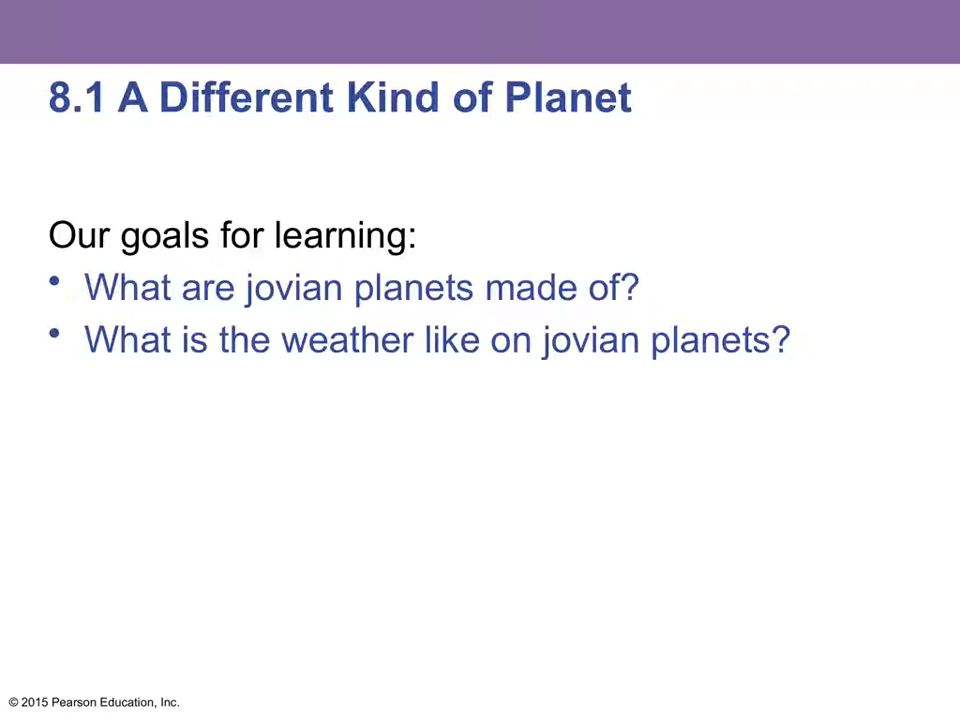 8.1 A Different Kind of Planet
Our goals for learning:
• What are jovian planets made of?
• What is the weather like on jovian planets?
© 2015 Pearson Education, Inc.